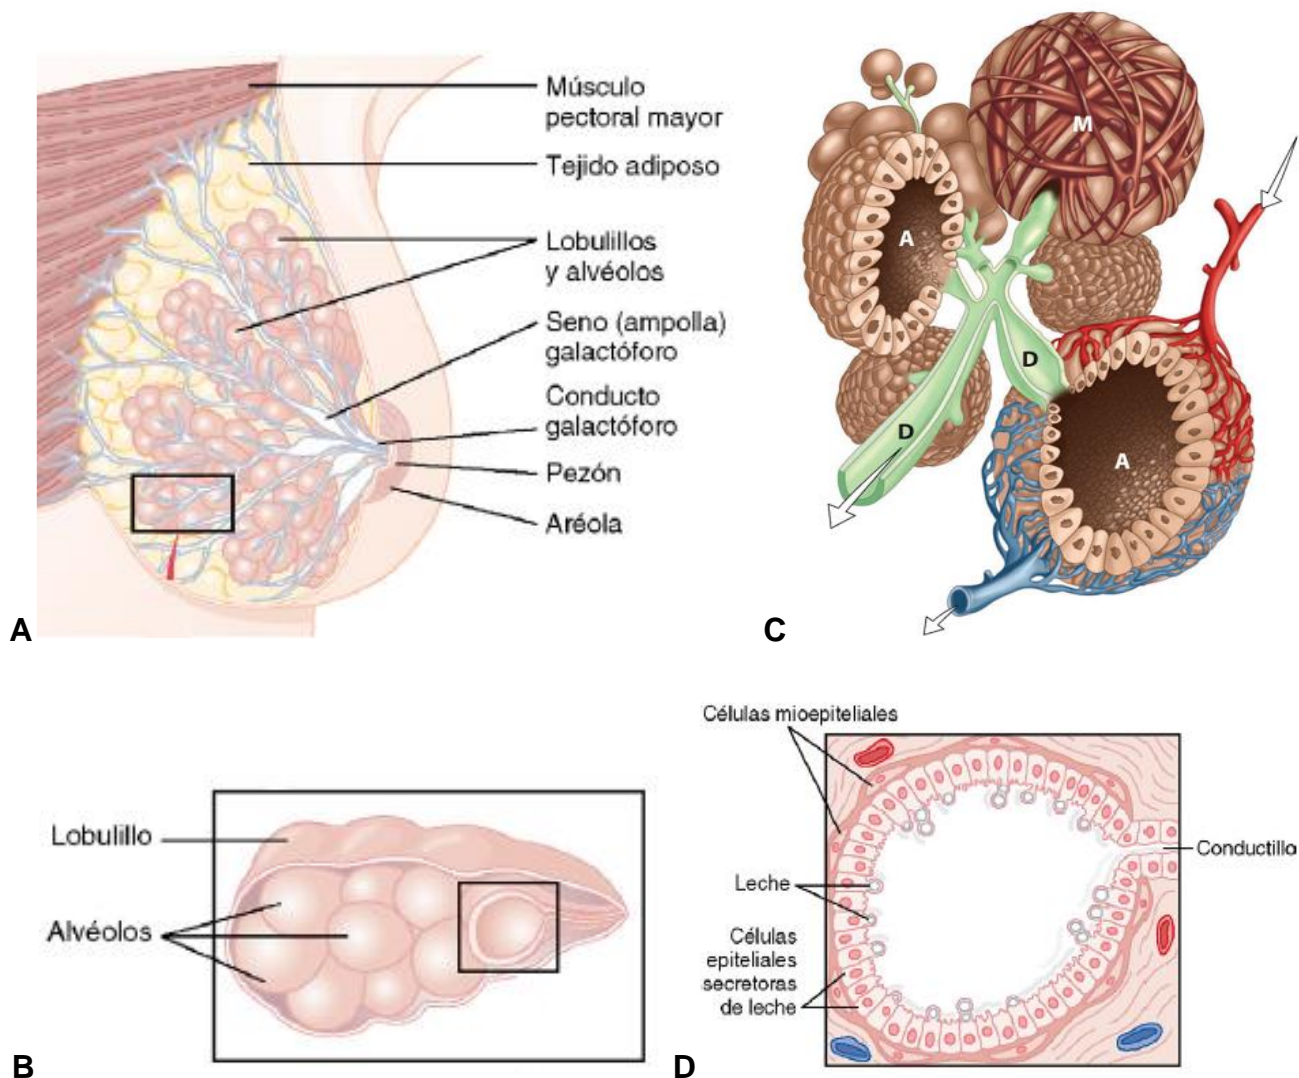 Músculo
pectoral mayor
Tejido adiposo
Lobulillos
y alvéolos
Seno (ampolla)
galactóforo
Conducto
galactóforo
Pezón
Aréola
A
M
A
D
D
A
C
Lobulillo
Alvéolos
B
Células mioepiteliales
Conductillo
Leche
Células
epiteliales
secretoras
de leche
D